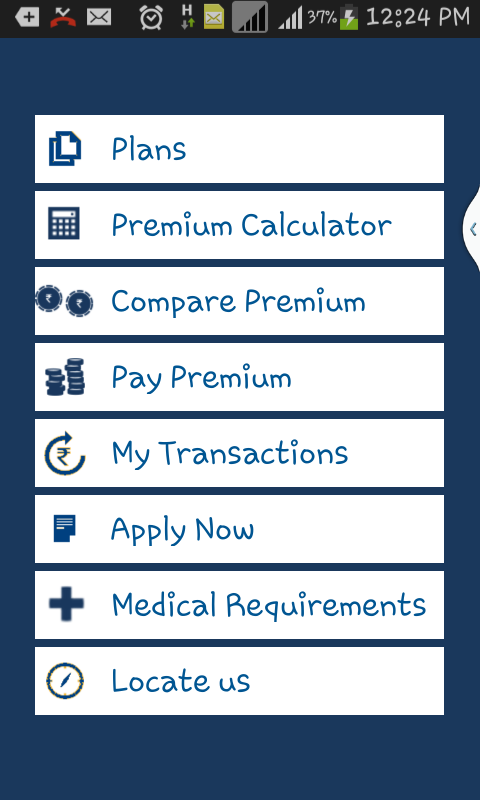 H 37% 12:24 PM
Plans
Premium Calculator
Compare Premium
Pay Premium
My Transactions
Apply Now
Medical Requirements
Locate us